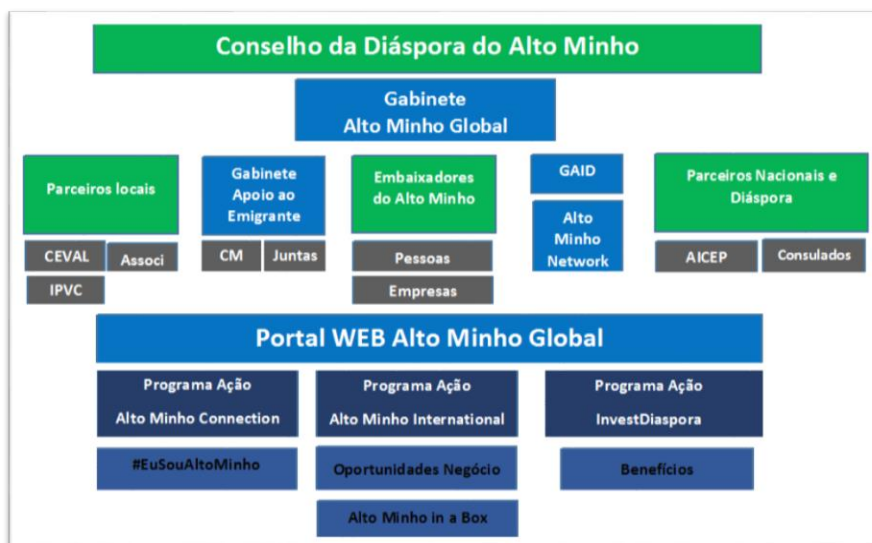 Conselho da Diáspora do Alto Minho
Gabinete
Alto Minho Global
Parceiros locais
CEVAL
Associ
IPVC
Gabinete
Apoio ao
Emigrante
CM
Juntas
Embaixadores
do Alto Minho
Pessoas
Empresas
GAID
Alto
Minho
Network
Parceiros Nacionais e
Diáspora
AICEP
Consulados
Portal WEB Alto Minho Global
Programa Ação
Alto Minho Connection
#EuSouAltoMinho
Programa Ação
Alto Minho International
Oportunidades Negócio
Alto Minho in a Box
Programa Ação
InvestDiaspora
Benefícios